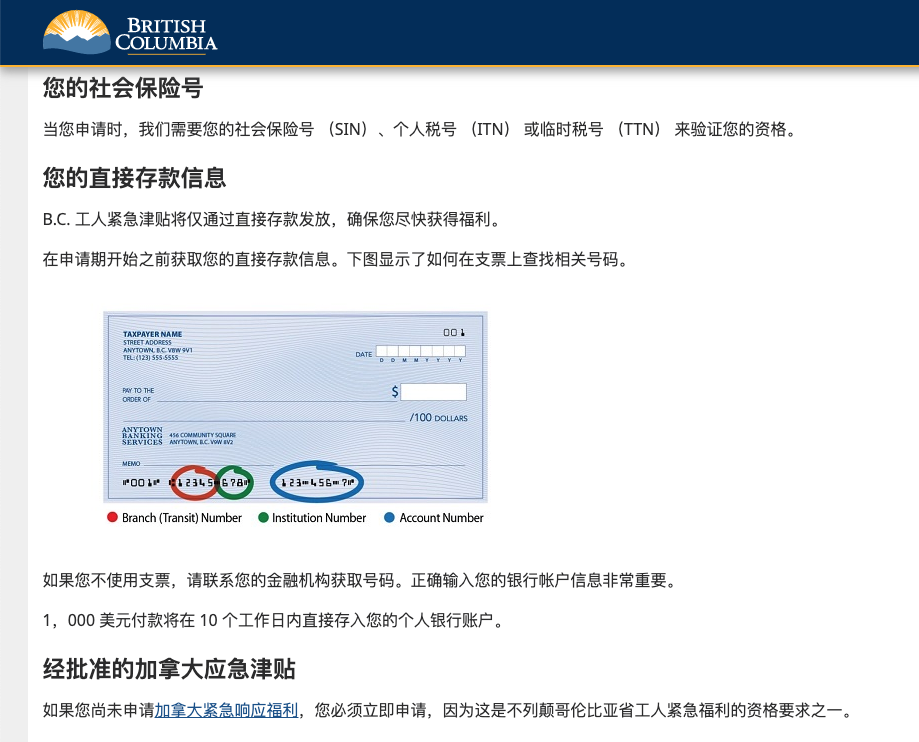 BRITISH
COLUMBIA
您的社会保险号
当您申请时，我们需要您的社会保险号 （SIN）、个人税号 （ITN） 或临时税号 （TTN） 来验证您的资格。
您的直接存款信息
B.C. 工人紧急津贴将仅通过直接存款发放，确保您尽快获得福利。
在申请期开始之前获取您的直接存款信息。下图显示了如何在支票上查找相关号码。
TAXPAYER NAME
STREET ADDRESS
ANYTOWN, B.C. V8W 9V1
TEL: (123) 555-5555
001
DATE
D D M M Y Y Y Y
PAY TO THE
ORDER OF
$
/100 DOLLARS
ANYTOWN
BANKING
SERVICES
456 COMMUNITY SQUARE
ANYTOWN, B.C. V9W 8V2
MEMO
⑈001⑈ ⑆12345⑉678⑈ 123⑉456⑉7⑈
Branch (Transit) Number Institution Number Account Number
如果您不使用支票，请联系您的金融机构获取号码。正确输入您的银行帐户信息非常重要。
1，000 美元付款将在 10 个工作日内直接存入您的个人银行账户。
经批准的加拿大应急津贴
如果您尚未申请加拿大紧急响应福利，您必须立即申请，因为这是不列颠哥伦比亚省工人紧急福利的资格要求之一。